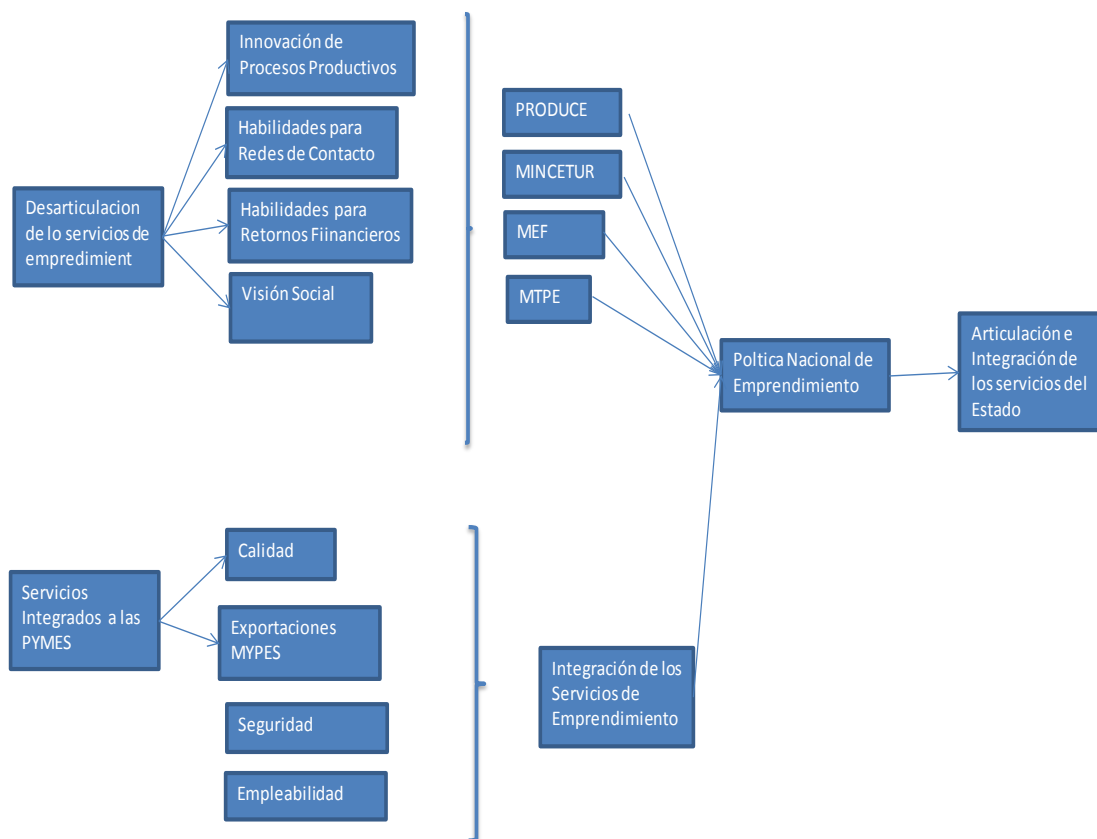 Innovación de
Procesos Productivos
Habilidades para
Redes de Contacto
Desarticulacion
de lo servicios de
empredimient
Habilidades para
Retornos Fiinancieros
Visión Social
PRODUCE
MINCETUR
MEF
MTPE
Poltica Nacional de
Emprendimiento
Articulación e
Integración de
los servicios del
Estado
Servicios
Integrados a las
PYMES
Calidad
Exportaciones
MYPES
Seguridad
Empleabilidad
Integración de los
Servicios de
Emprendimiento